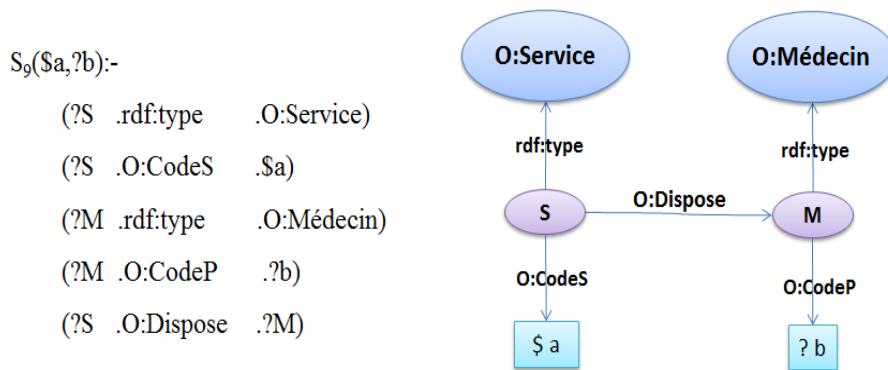 S₉($a,?b):-
(?S .rdf:type .O:Service)
(?S .O:CodeS .$a)
(?M .rdf:type .O:Médecin)
(?M .O:CodeP .?b)
(?S .O:Dispose .?M)
O:Service O:Médecin
rdf:type rdf:type
O:Dispose
S M
O:CodeS O:CodeP
$ a ? b